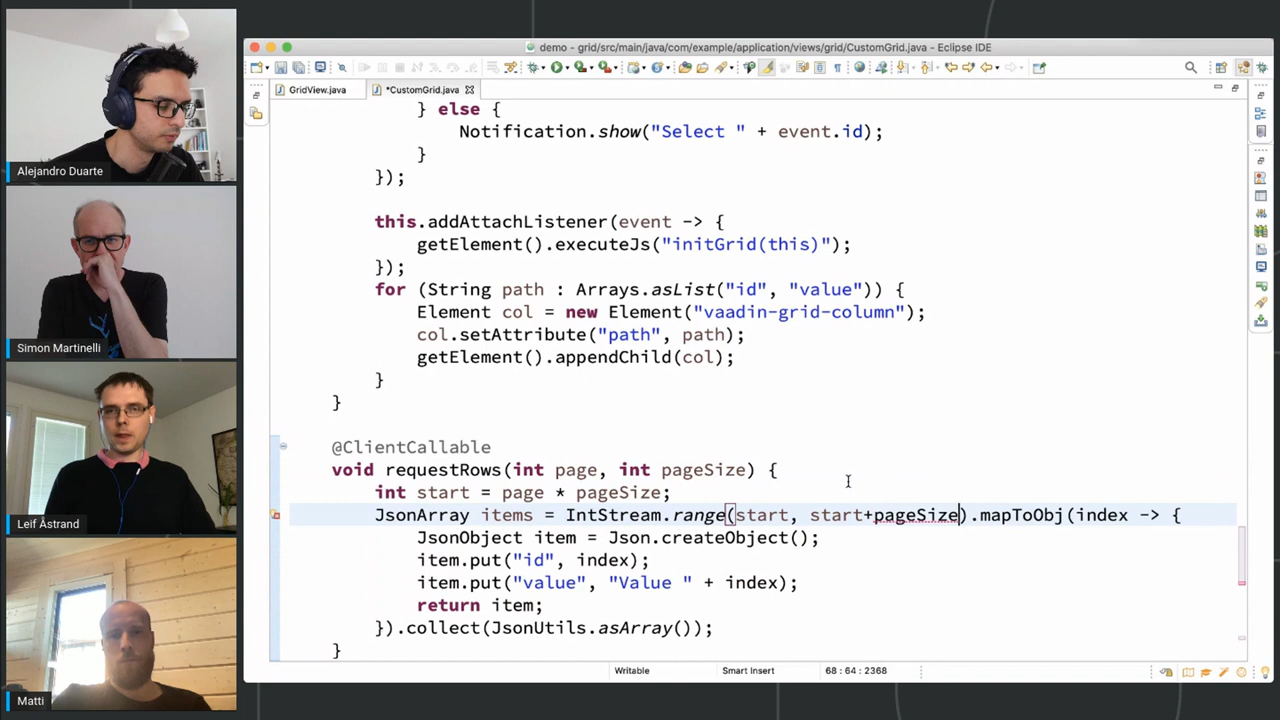 Alejandro Duarte
Simon Martinelli
Leif Åstrand
Matti
demo - grid/src/main/java/com/example/application/views/grid/CustomGrid.java - Eclipse IDE
GridView.java
*CustomGrid.java
} else {
Notification.show("Select " + event.id);
}
});
this.addAttachListener(event -> {
getElement().executeJs("initGrid(this)");
});
for (String path : Arrays.asList("id", "value")) {
Element col = new Element("vaadin-grid-column");
col.setAttribute("path", path);
getElement().appendChild(col);
}
}
@ClientCallable
void requestRows(int page, int pageSize) {
int start = page * pageSize;
JsonArray items = IntStream.range(start, start+pageSize).mapToObj(index -> {
JsonObject item = Json.createObject();
item.put("id", index);
item.put("value", "Value " + index);
return item;
}).collect(JsonUtils.asArray());
}
Writable
Smart Insert
68 : 64 : 2368